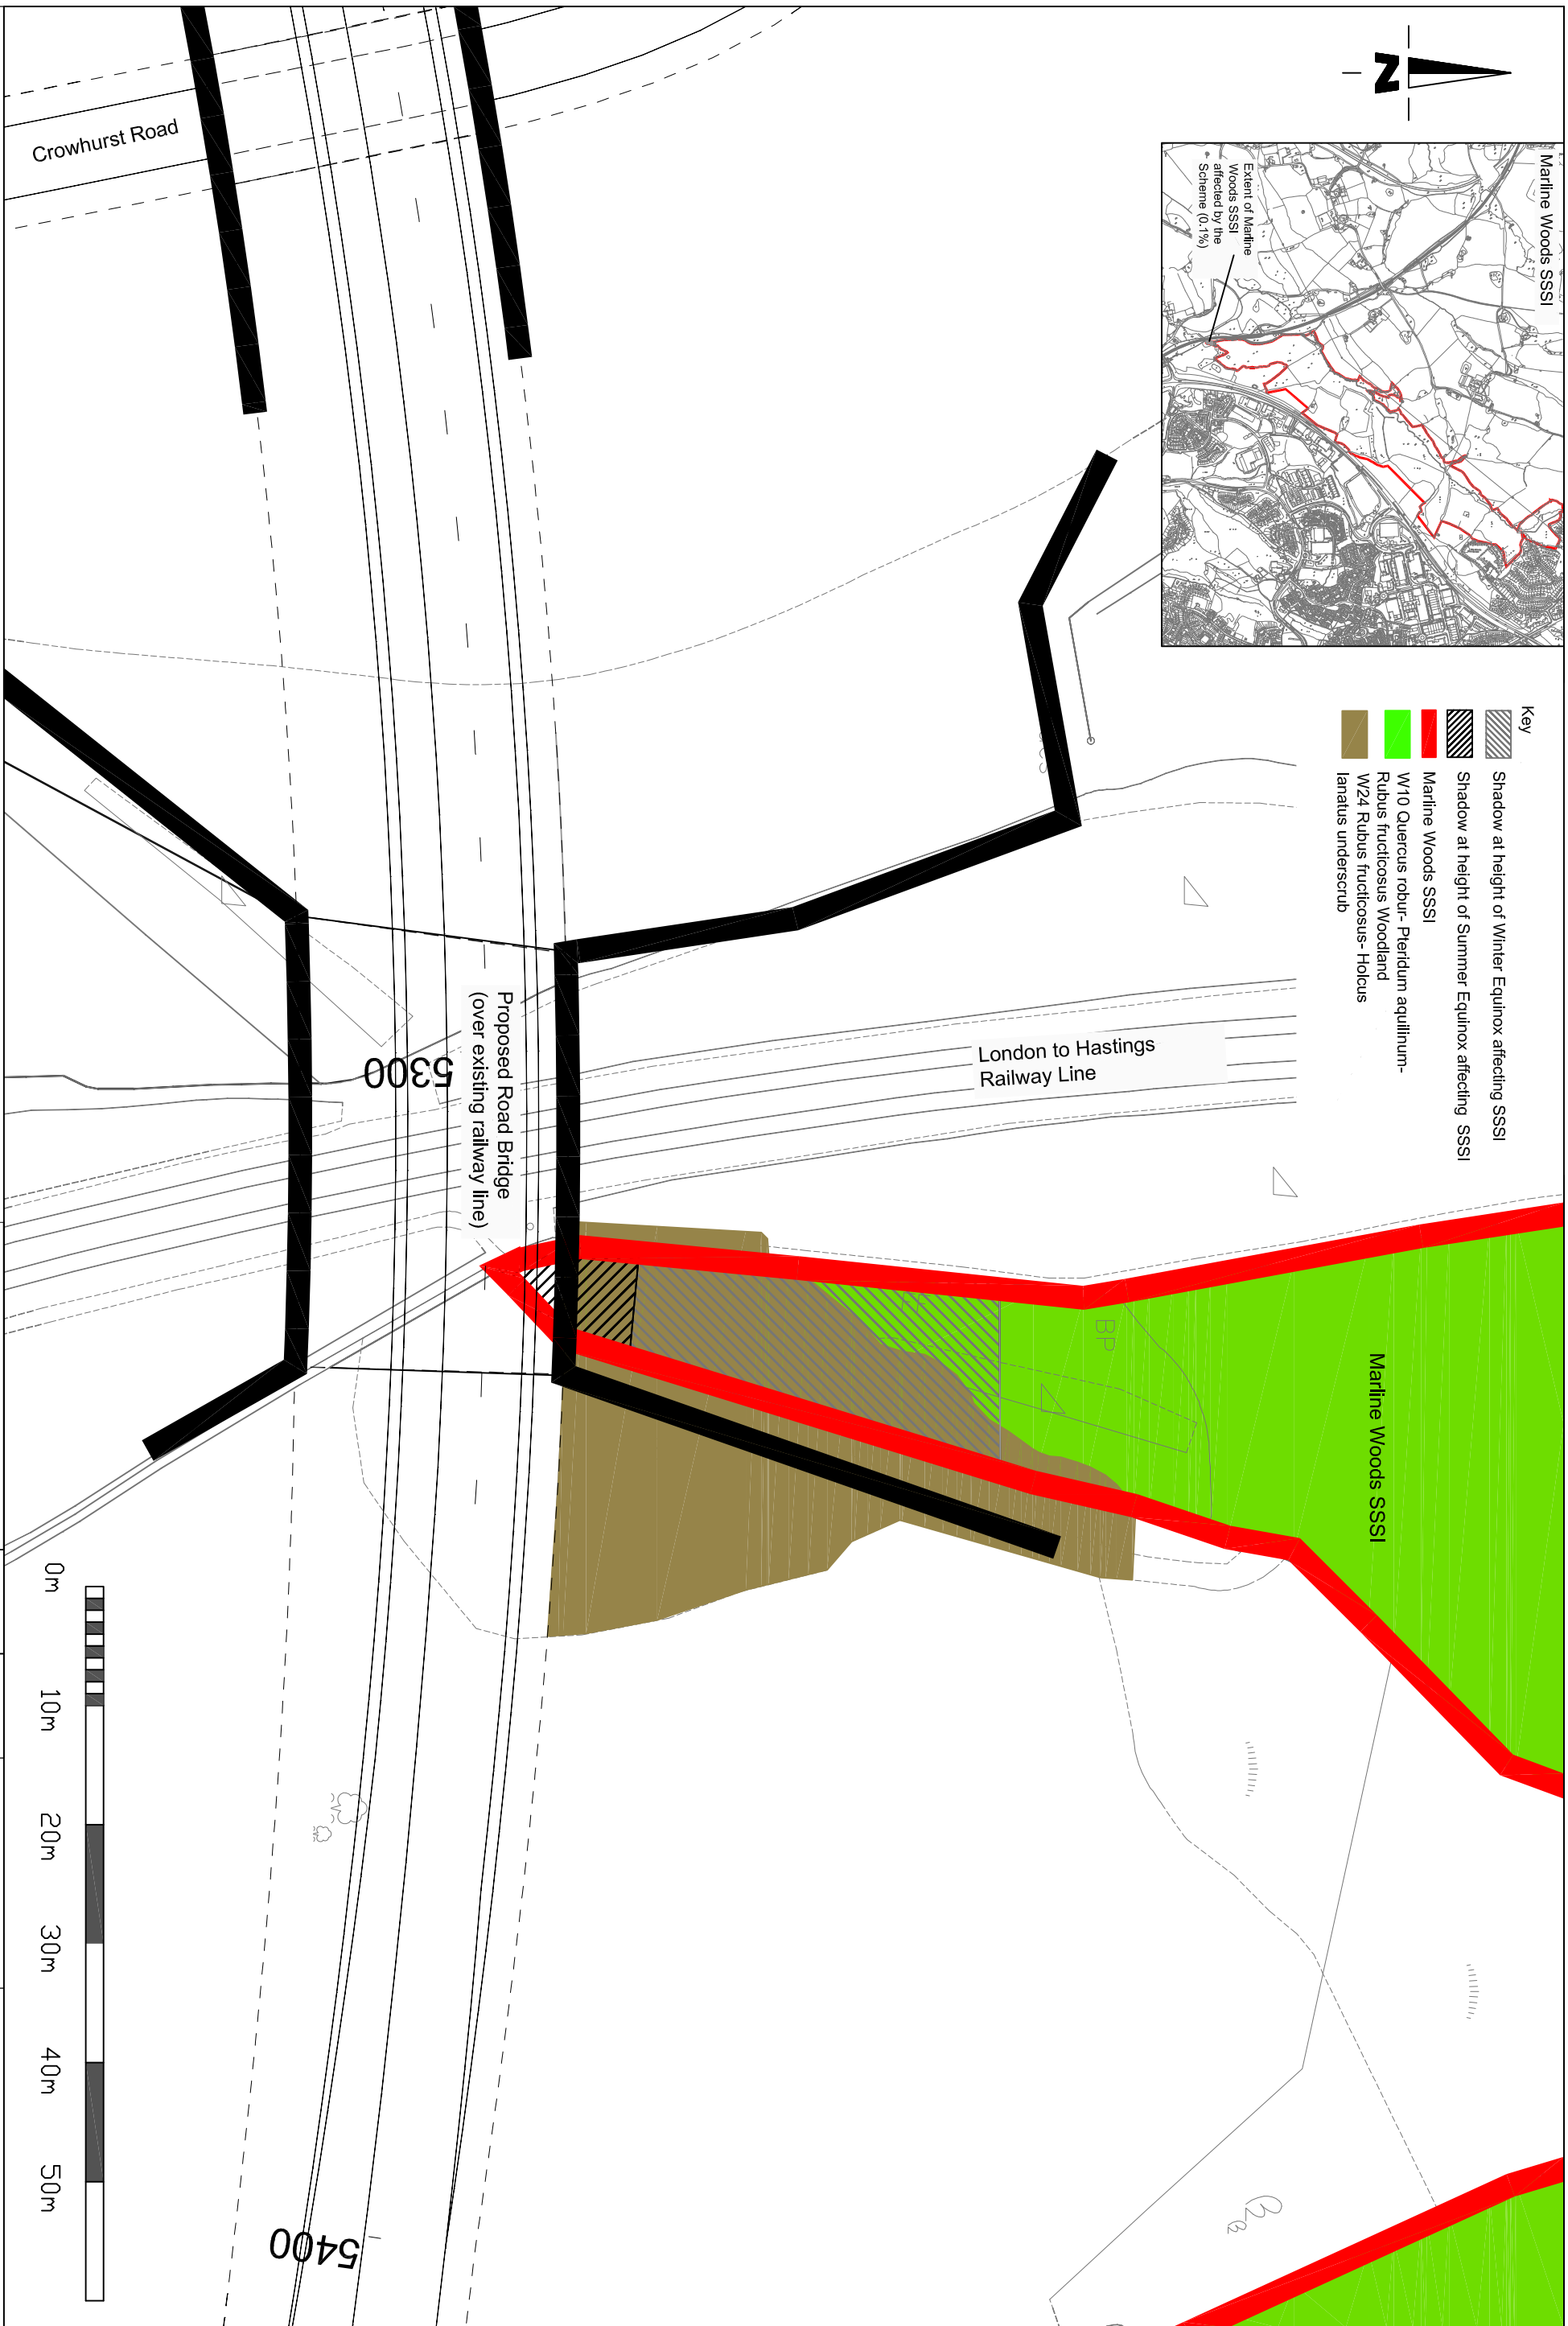 N
Marline Woods SSSI
Extent of Marline
Woods SSSI
affected by the
Scheme (0.1%)
Key
Shadow at height of Winter Equinox affecting SSSI
Shadow at height of Summer Equinox affecting SSSI
Marline Woods SSSI
W10 Quercus robur- Pteridum aquilinum-
Rubus fructicosus Woodland
W24 Rubus fructicosus- Holcus
lanatus underscrub
Crowhurst Road
London to Hastings
Railway Line
Proposed Road Bridge
(over existing railway line)
5300
BP
Marline Woods SSSI
5400
0m
10m
20m
30m
40m
50m